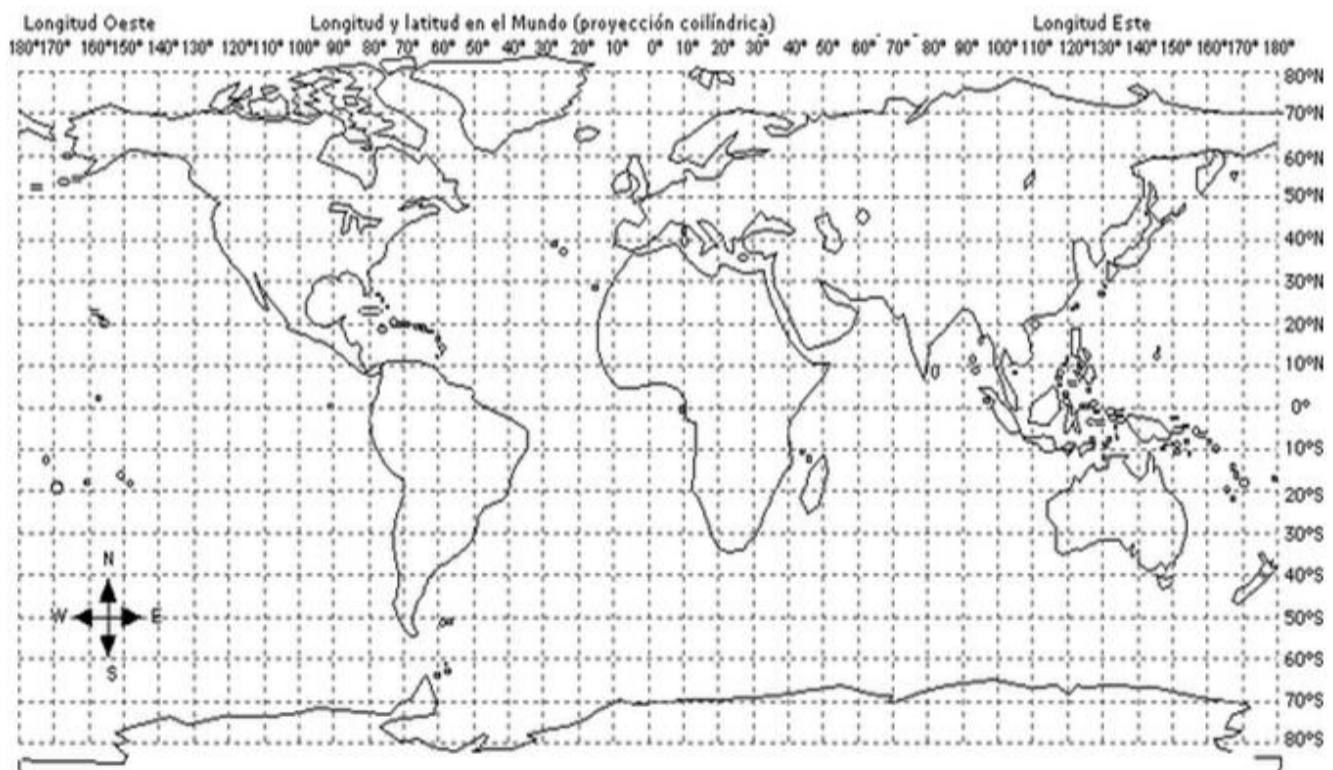 Longitud Oeste Longitud y latitud en el Mundo (proyección coilíndrica) Longitud Este
180° 170° 160° 150° 140° 130° 120° 110° 100° 90° 80° 70° 60° 50° 40° 30° 20° 10° 0° 10° 20° 30° 40° 50° 60° 70° 80° 90° 100° 110° 120° 130° 140° 150° 160° 170° 180°
80°N
70°N
60°N
50°N
40°N
30°N
20°N
10°N
0°
10°S
20°S
30°S
N
40°S
W E 50°S
S 60°S
70°S
80°S